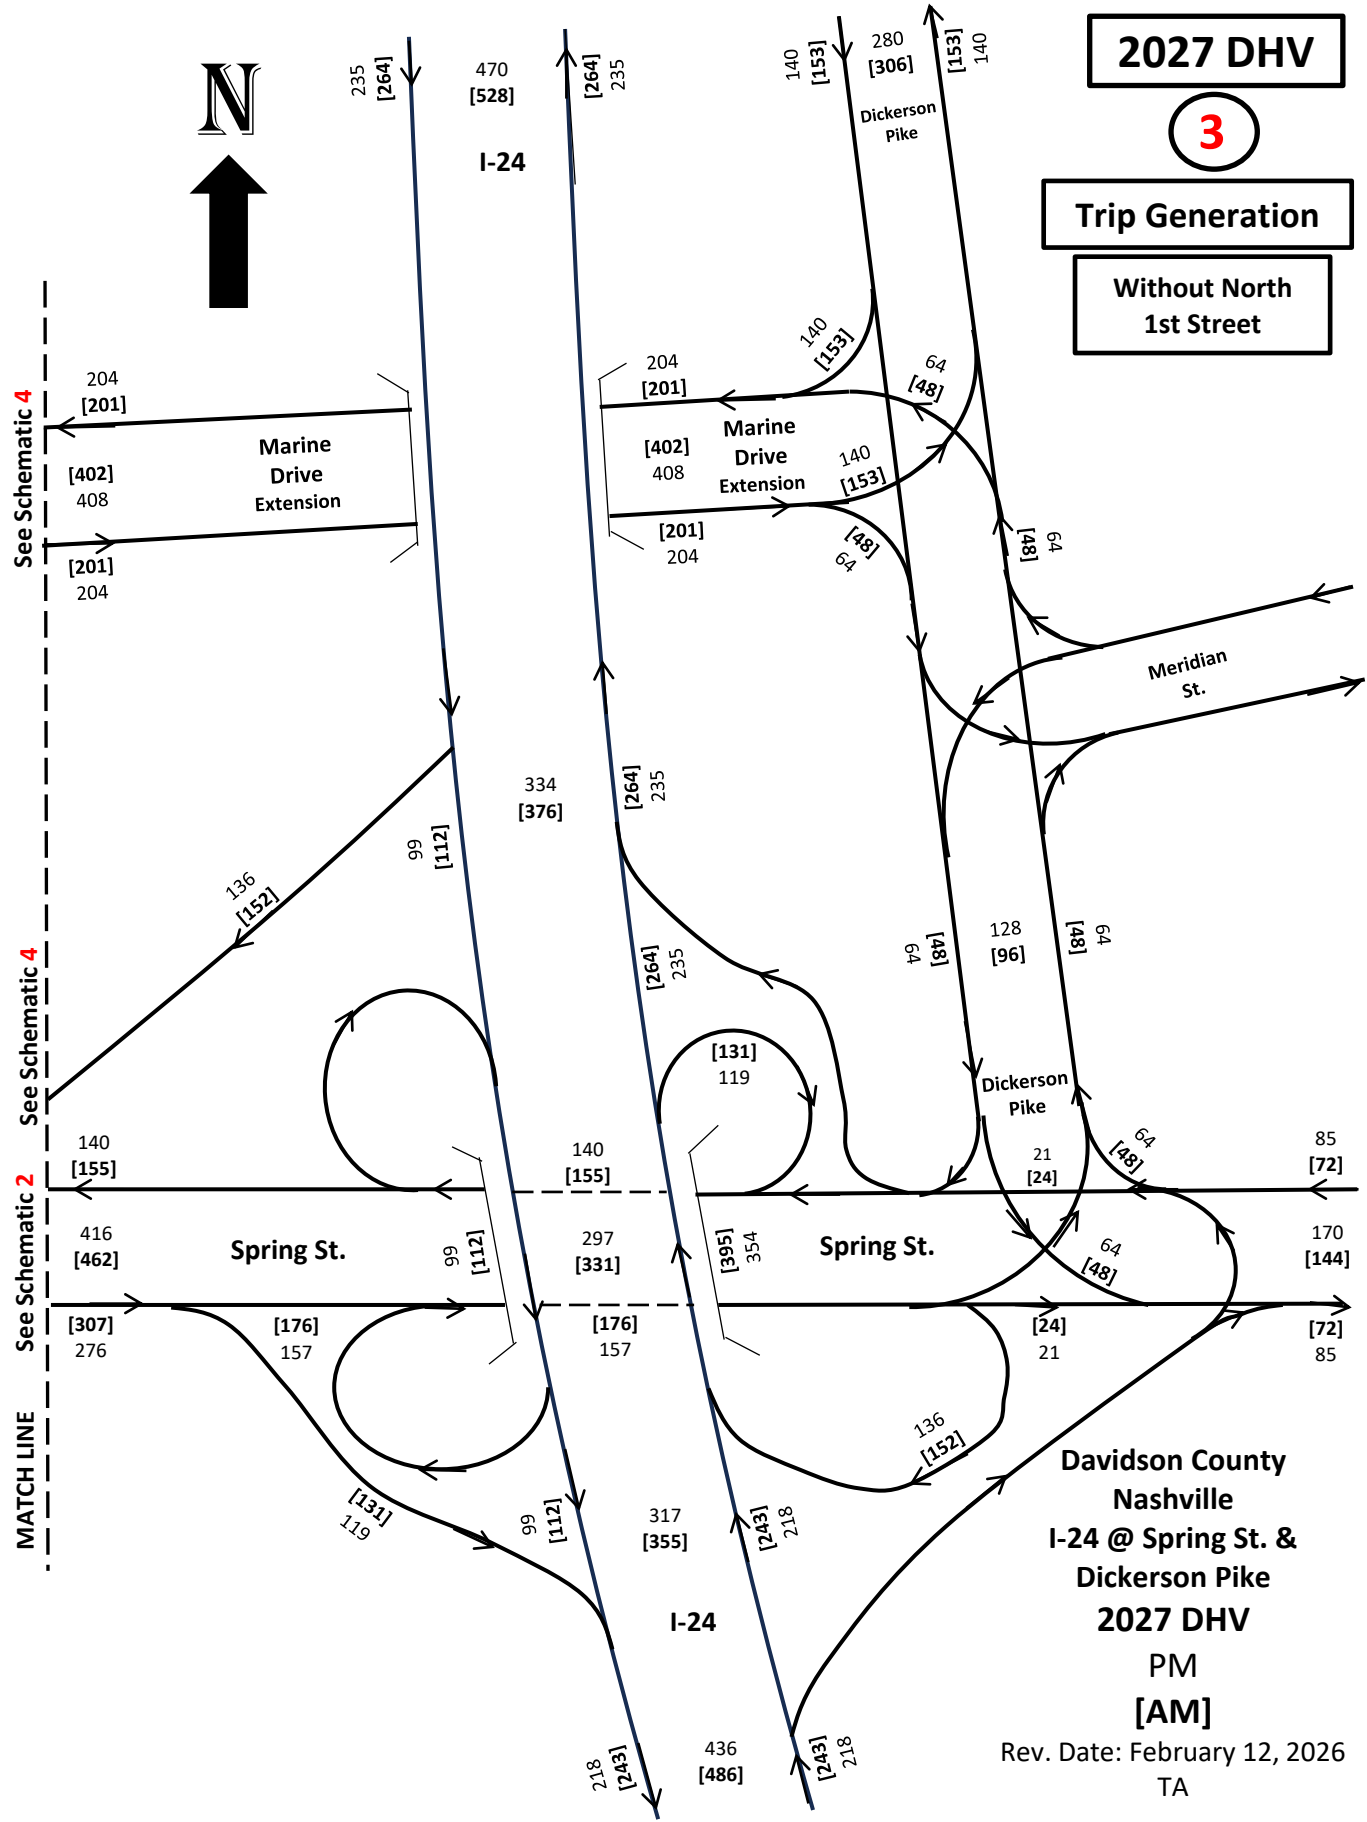 2027 DHV
3
Trip Generation
Without North
1st Street
N
235
[264]
470
[528]
[264]
235
I-24
140
[153]
280
[306]
[153]
140
Dickerson
Pike
See Schematic 4
204
[201]
[402]
408
[201]
204
Marine
Drive
Extension
204
[201]
[402]
408
[201]
204
Marine
Drive
Extension
140
[153]
64
[48]
140
[153]
[48]
64
[48]
64
Meridian
St.
334
[376]
[264]
235
99
[112]
136
[152]
[264]
235
64
[48]
128
[96]
[48]
64
See Schematic 4
[131]
119
Dickerson
Pike
64
[48]
21
[24]
85
[72]
140
[155]
140
[155]
See Schematic 2
416
[462]
Spring St.
99
[112]
297
[331]
[395]
354
Spring St.
64
[48]
170
[144]
[307]
276
[176]
157
[176]
157
[24]
21
[72]
85
MATCH LINE
[131]
119
99
[112]
317
[355]
[243]
218
136
[152]
I-24
218
[243]
436
[486]
[243]
218
Davidson County
Nashville
I-24 @ Spring St. &
Dickerson Pike
2027 DHV
PM
[AM]
Rev. Date: February 12, 2026
TA